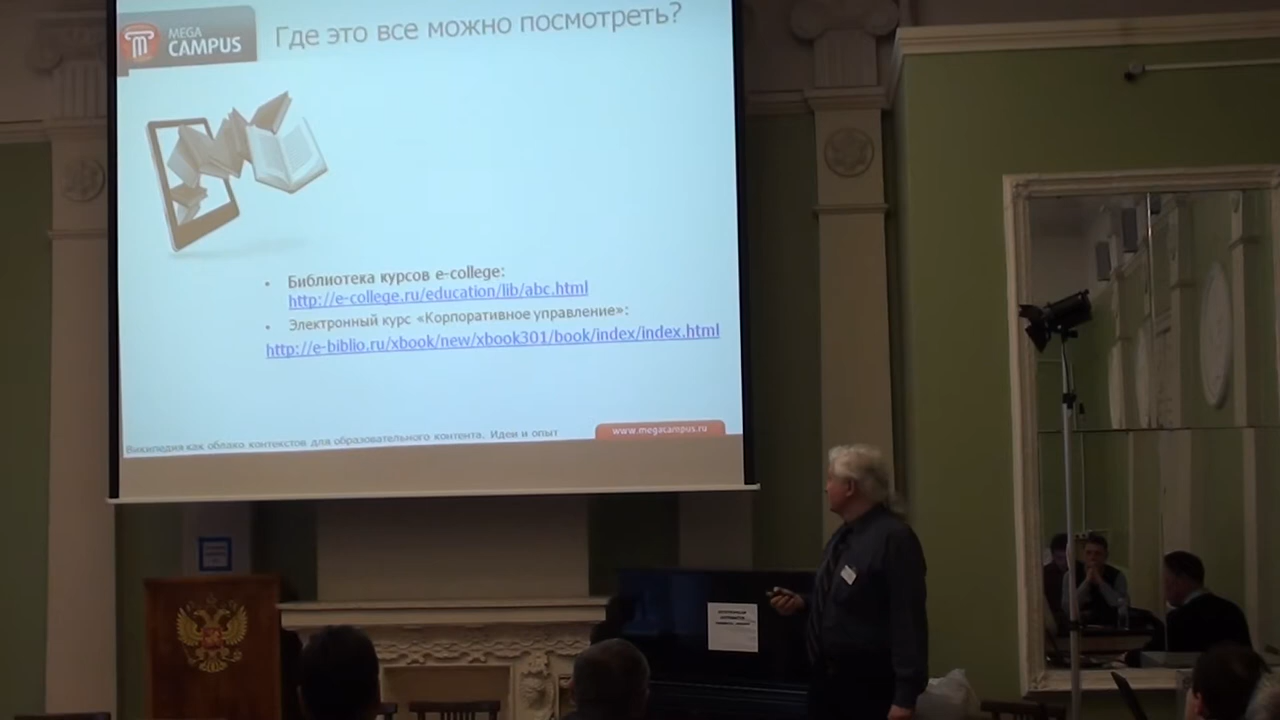 MEGA
CAMPUS
Где это все можно посмотреть?
• Библиотека курсов e-college:
http://e-college.ru/education/lib/abc.html
• Электронный курс «Корпоративное управление»:
http://e-biblio.ru/xbook/new/xbook301/book/index/index.html
Википедия как облако контекстов для образовательного контента. Идеи и опыт
www.megacampus.ru